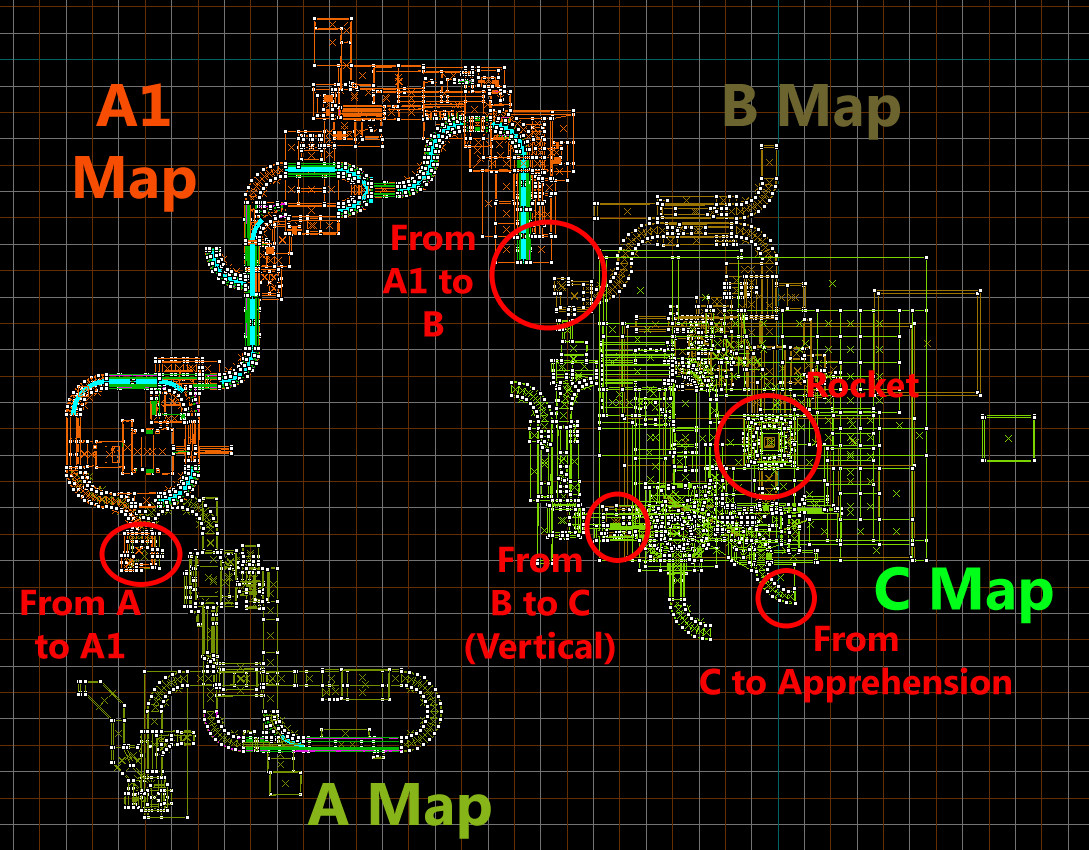 A1
Map
B Map
From
A1 to
B
Rocket
From
B to C
(Vertical)
C Map
From A
to A1
From
C to Apprehension
A Map